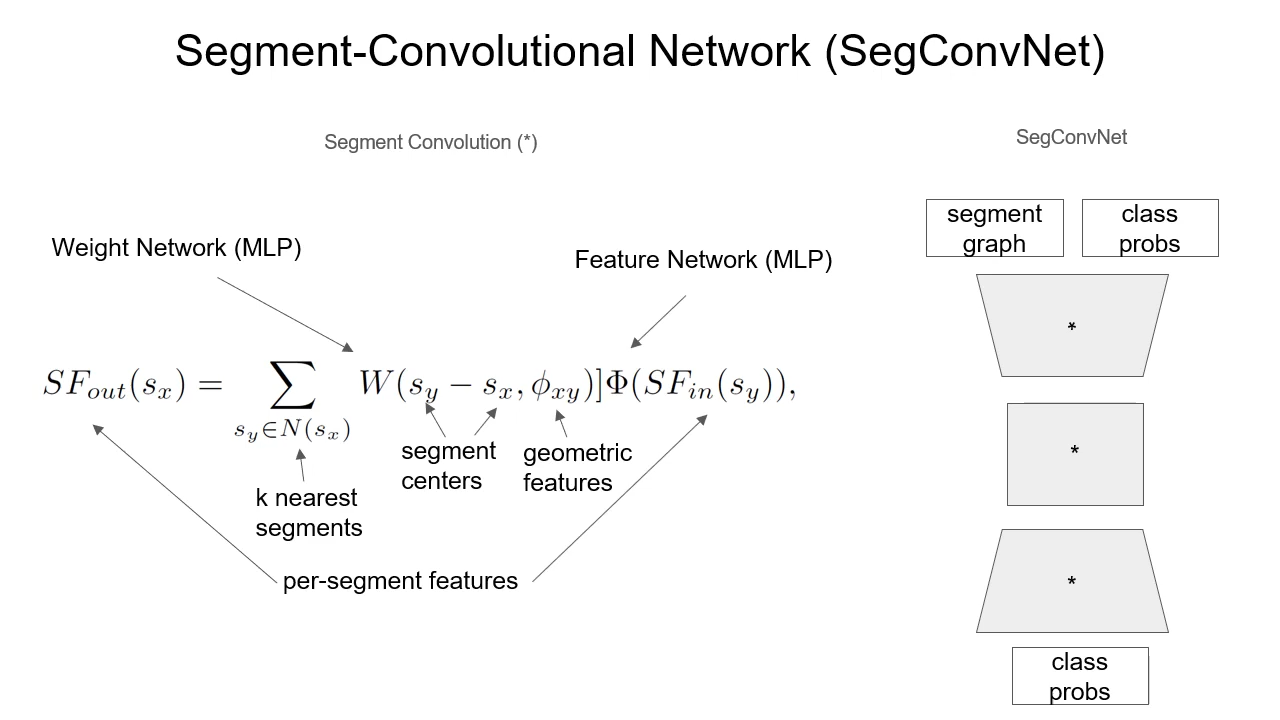 Segment-Convolutional Network (SegConvNet)
Segment Convolution (*)
SegConvNet
Weight Network (MLP)
Feature Network (MLP)
SF_{out}(s_x) = \sum_{s_y \in N(s_x)} W(s_y - s_x, \phi_{xy})]\Phi(SF_{in}(s_y)),
segment
centers
geometric
features
k nearest
segments
per-segment features
segment
graph
class
probs
*
*
*
class
probs